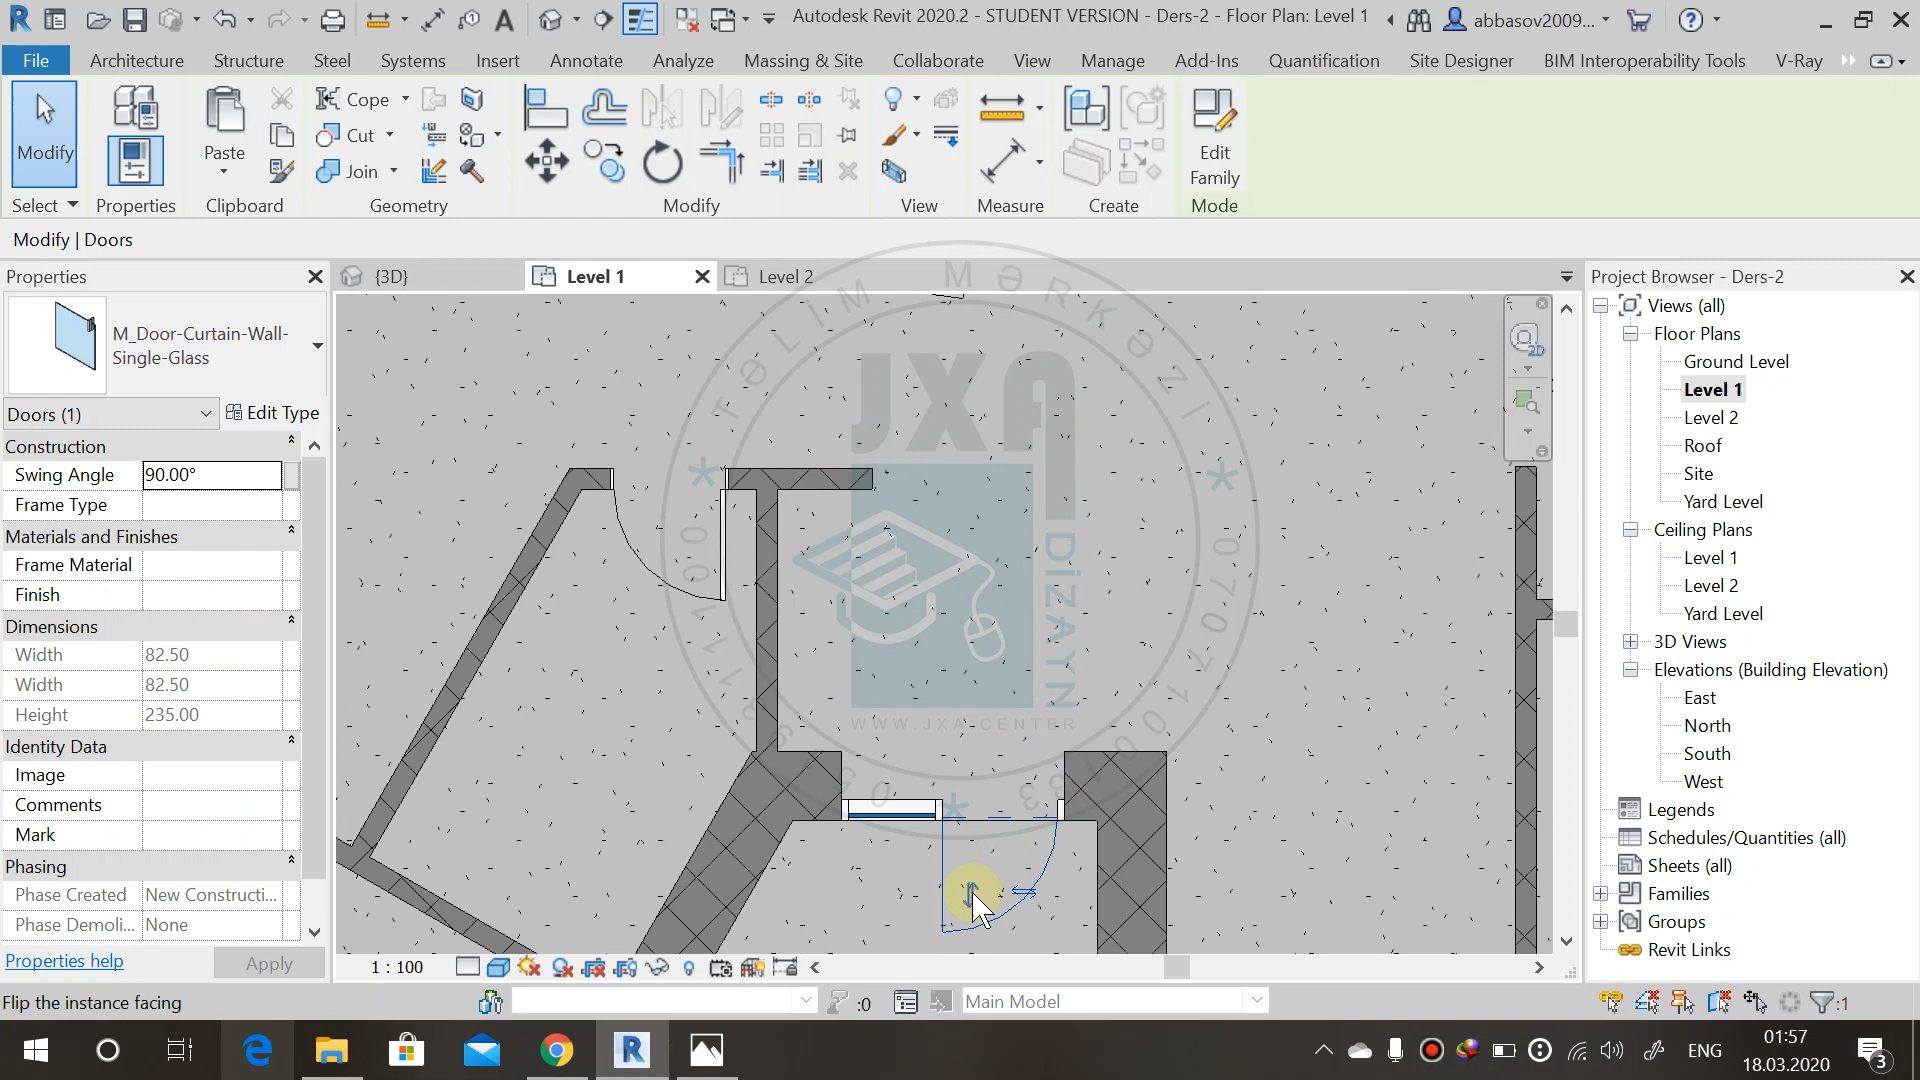 Autodesk Revit 2020.2 - STUDENT VERSION - Ders-2 - Floor Plan: Level 1
abbasov2009...
File Architecture Structure Steel Systems Insert Annotate Analyze Massing & Site Collaborate View Manage Add-Ins Quantification Site Designer BIM Interoperability Tools V-Ray
Modify
Paste
Cope
Cut
Join
Edit
Family
Select Properties Clipboard Geometry Modify View Measure Create Mode
Modify | Doors
Properties
{3D}
Level 1
Level 2
Project Browser - Ders-2
M_Door-Curtain-Wall-
Single-Glass
Doors (1)
Edit Type
Construction
Swing Angle 90.00°
Frame Type
Materials and Finishes
Frame Material
Finish
Dimensions
Width 82.50
Width 82.50
Height 235.00
Identity Data
Image
Comments
Mark
Phasing
Phase Created New Constructi...
Phase Demoli... None
Properties help
Apply
TƏLİM MƏRKƏZİ
JXA
DİZAYN
WWW.JXA.CENTER
2D
Views (all)
Floor Plans
Ground Level
Level 1
Level 2
Roof
Site
Yard Level
Ceiling Plans
Level 1
Level 2
Yard Level
3D Views
Elevations (Building Elevation)
East
North
South
West
Legends
Schedules/Quantities (all)
Sheets (all)
Families
Groups
Revit Links
1 : 100
Flip the instance facing
:0
Main Model
:1
ENG
01:57
18.03.2020
3